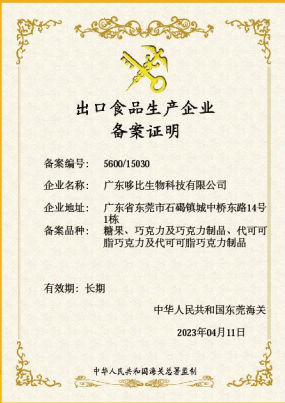 出口食品生产企业
备案证明
备案编号： 5600/15030
企业名称： 广东哆比生物科技有限公司
企业地址： 广东省东莞市石碣镇城中桥东路14号
1栋
备案品种： 糖果、巧克力及巧克力制品、代可可
脂巧克力及代可可脂巧克力制品
有效期： 长期
中华人民共和国东莞海关
2023年04月11日
中华人民共和国海关总署监制